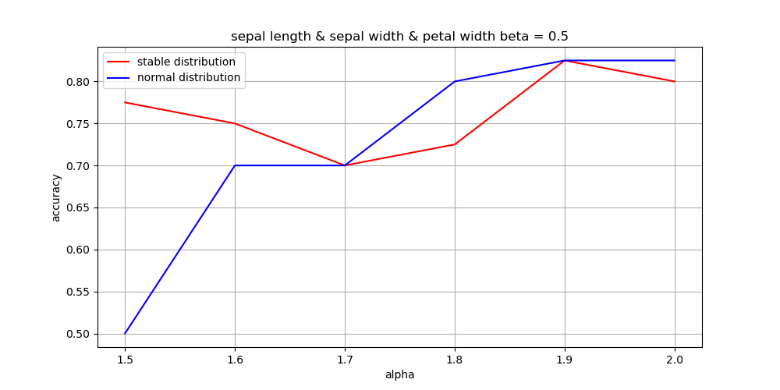 sepal length & sepal width & petal width beta = 0.5
stable distribution
normal distribution
0.80
0.75
0.70
0.65
0.60
0.55
0.50
accuracy
1.5 1.6 1.7 1.8 1.9 2.0
alpha